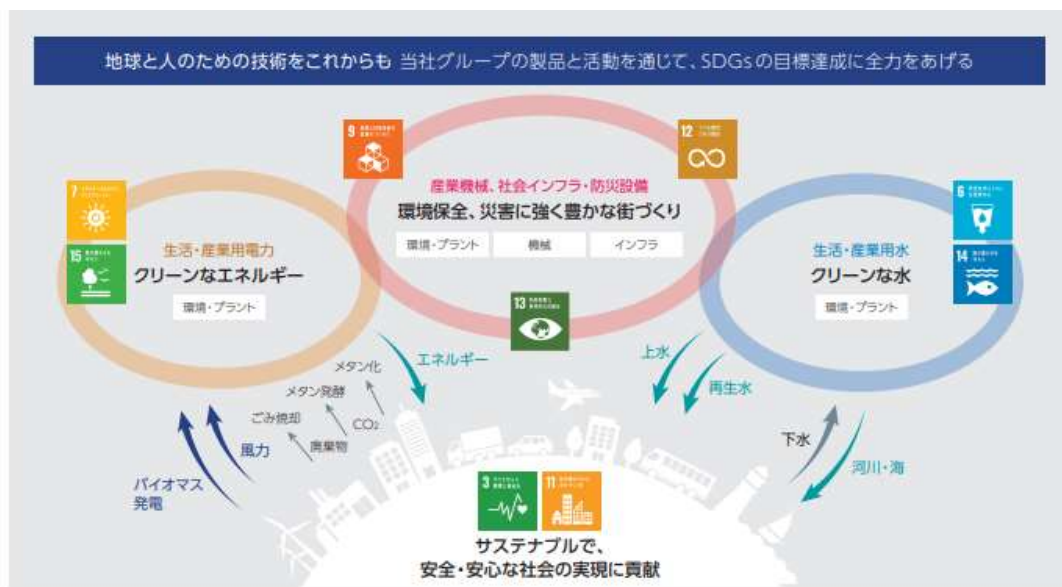 地球と人のための技術をこれからも 当社グループの製品と活動を通じて、SDGsの目標達成に全力をあげる
9
12
産業機械、社会インフラ・防災設備
環境保全、災害に強く豊かな街づくり
環境・プラント
機械
インフラ
7
15
生活・産業用電力
クリーンなエネルギー
環境・プラント
6
14
生活・産業用水
クリーンな水
環境・プラント
13
メタン化
エネルギー
メタン発酵
CO₂
ごみ焼却
廃棄物
風力
バイオマス
発電
上水
再生水
下水
河川・海
3
11
サステナブルで、
安全・安心な社会の実現に貢献